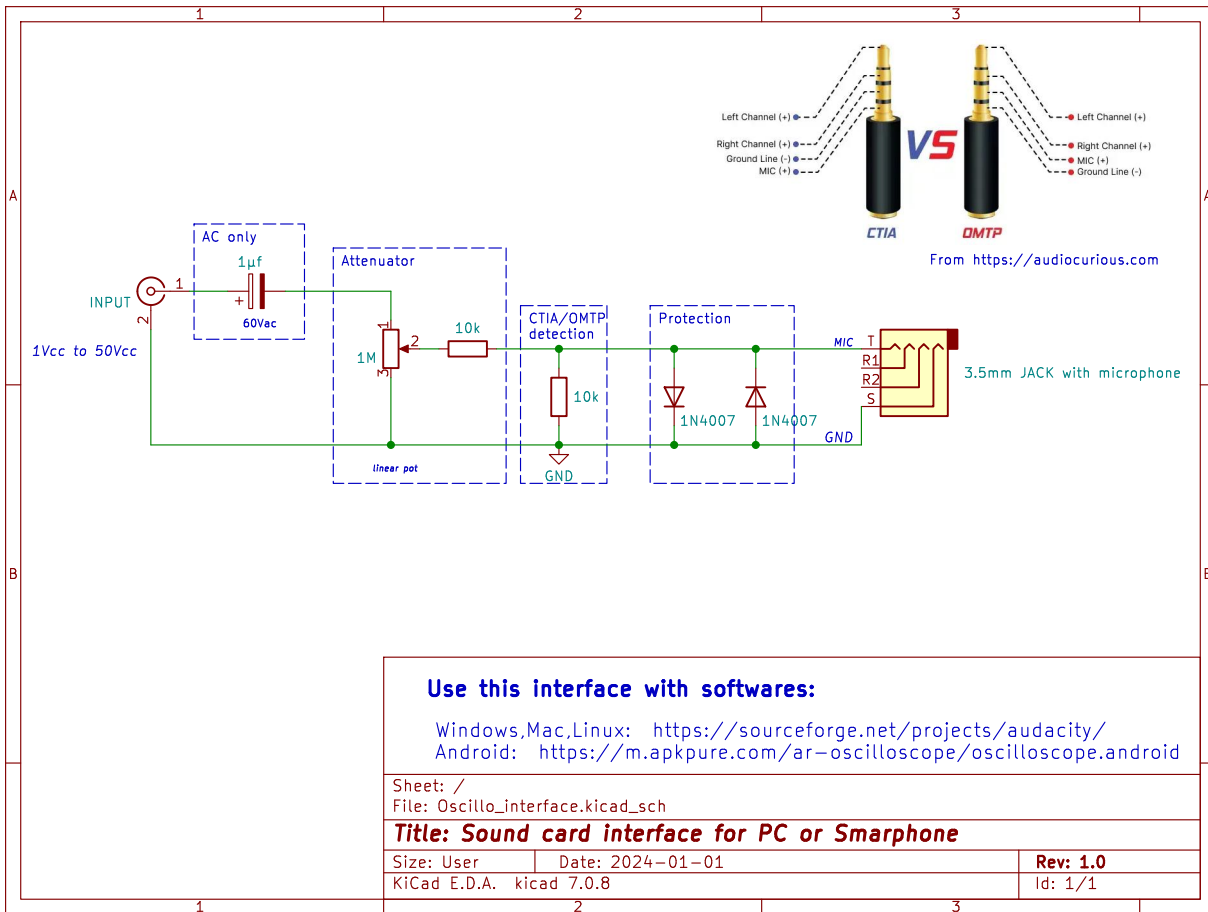 1
2
3
A
A
B
B
Left Channel (+)
Right Channel (+)
Ground Line (-)
MIC (+)
VS
Left Channel (+)
Right Channel (+)
MIC (+)
Ground Line (-)
CTIA
OMTP
From https://audiocurious.com
AC only
1µf
+
60Vac
INPUT
1
2
1Vcc to 50Vcc
Attenuator
1
1M
2
3
10k
linear pot
CTIA/OMTP
detection
10k
GND
Protection
1N4007
1N4007
MIC
GND
T
R1
R2
S
3.5mm JACK with microphone
Use this interface with softwares:
Windows,Mac,Linux: https://sourceforge.net/projects/audacity/
Android: https://m.apkpure.com/ar-oscilloscope/oscilloscope.android
Sheet: /
File: Oscillo_interface.kicad_sch
Title: Sound card interface for PC or Smarphone
Size: User
Date: 2024-01-01
Rev: 1.0
KiCad E.D.A. kicad 7.0.8
Id: 1/1
1
2
3